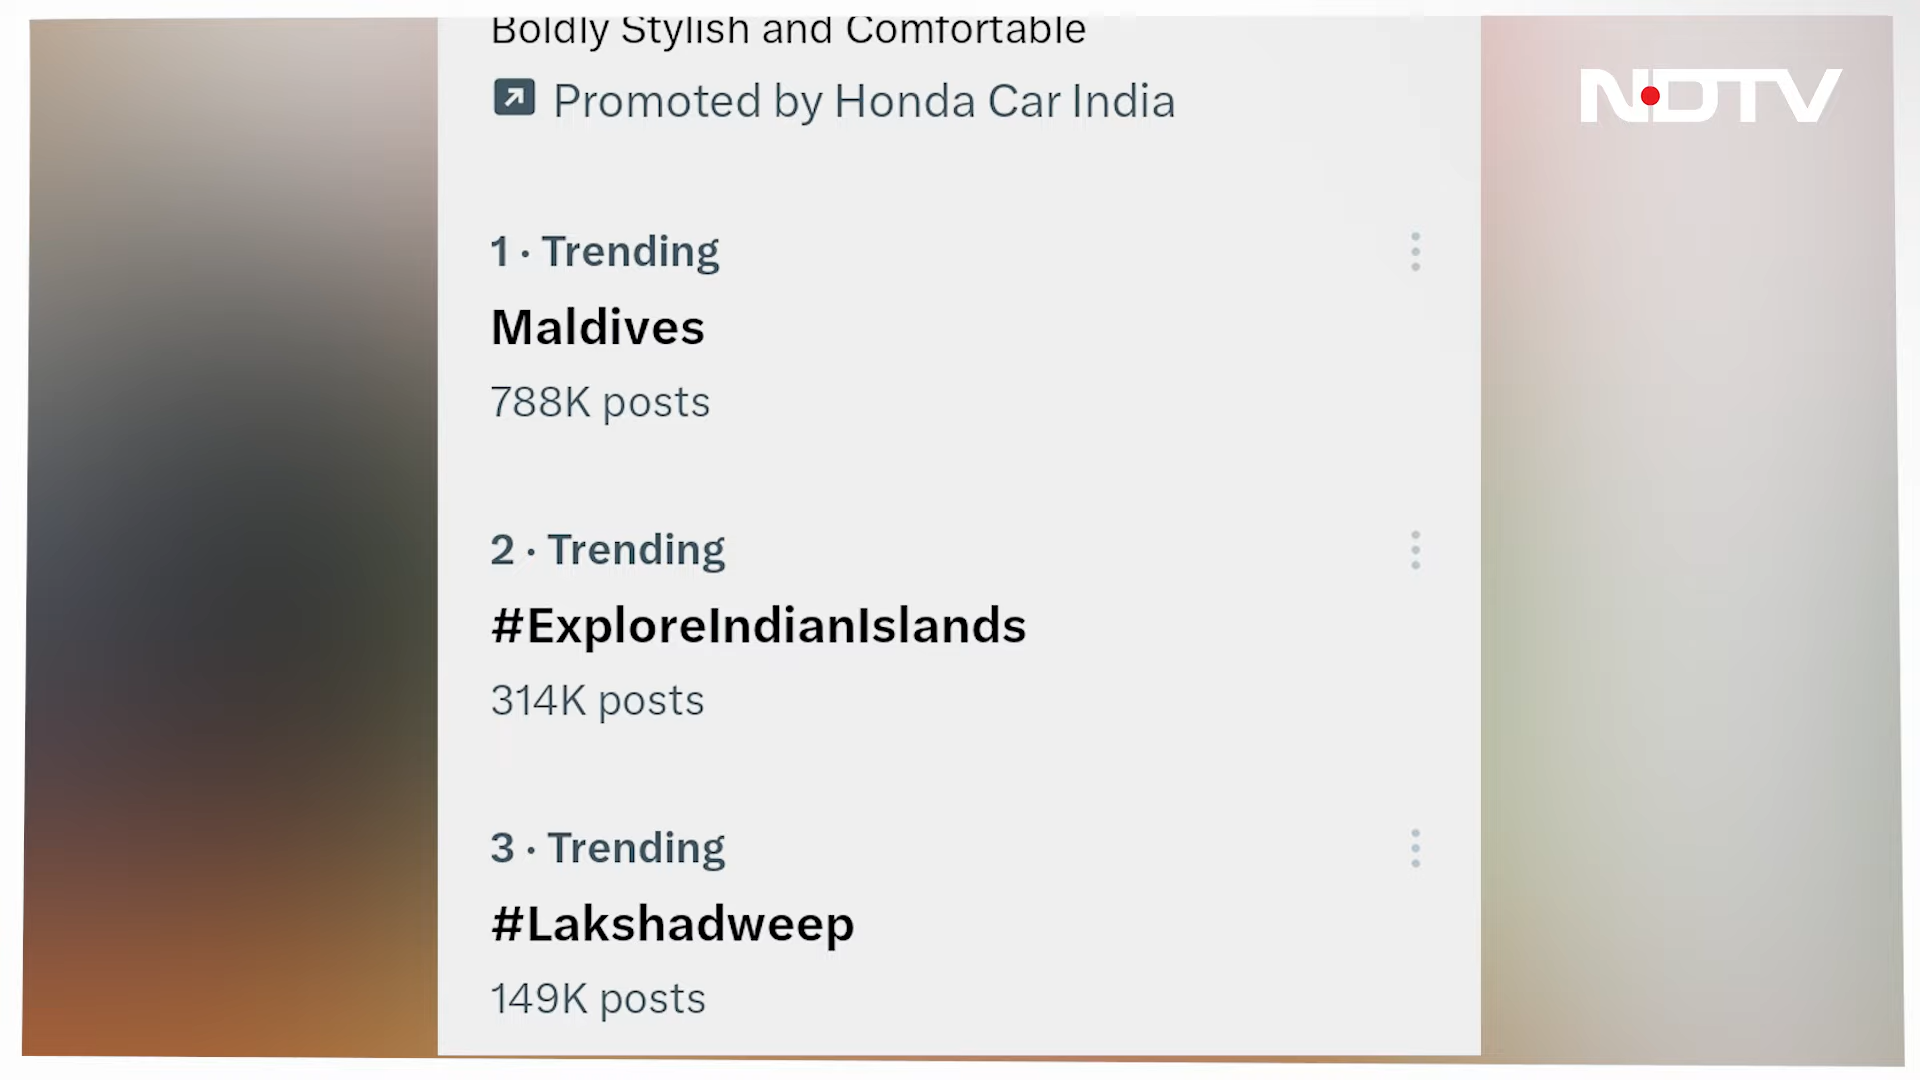 Boldly Stylish and Comfortable
Promoted by Honda Car India
NDTV
1 · Trending
Maldives
788K posts
2 · Trending
#ExploreIndianIslands
314K posts
3 · Trending
#Lakshadweep
149K posts